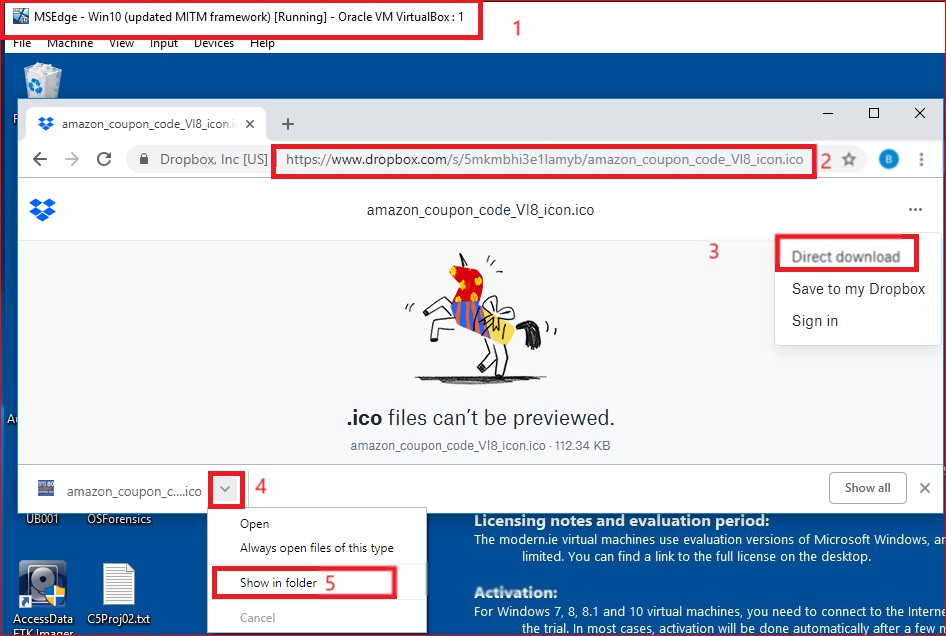 MSEdge - Win10 (updated MITM framework) [Running] - Oracle VM VirtualBox : 1
1
File Machine View Input Devices Help
amazon_coupon_code_VI8_icon.i
Dropbox, Inc [US]
https://www.dropbox.com/s/5mkmbhi3e1lamyb/amazon_coupon_code_VI8_icon.ico
2
B
amazon_coupon_code_VI8_icon.ico
3
Direct download
Save to my Dropbox
Sign in
.ico files can’t be previewed.
amazon_coupon_code_VI8_icon.ico · 112.34 KB
amazon_coupon_c....ico
4
Show all
UB001
OSForensics
Open
Always open files of this type
Show in folder
5
Cancel
AccessData
FTK Imager
C5Proj02.txt
Licensing notes and evaluation period:
The modern.ie virtual machines use evaluation versions of Microsoft Windows, a
limited. You can find a link to the full license on the desktop.
Activation:
For Windows 7, 8, 8.1 and 10 virtual machines, you need to connect to the Interne
the trial. In most cases, activation will be done automatically after a few